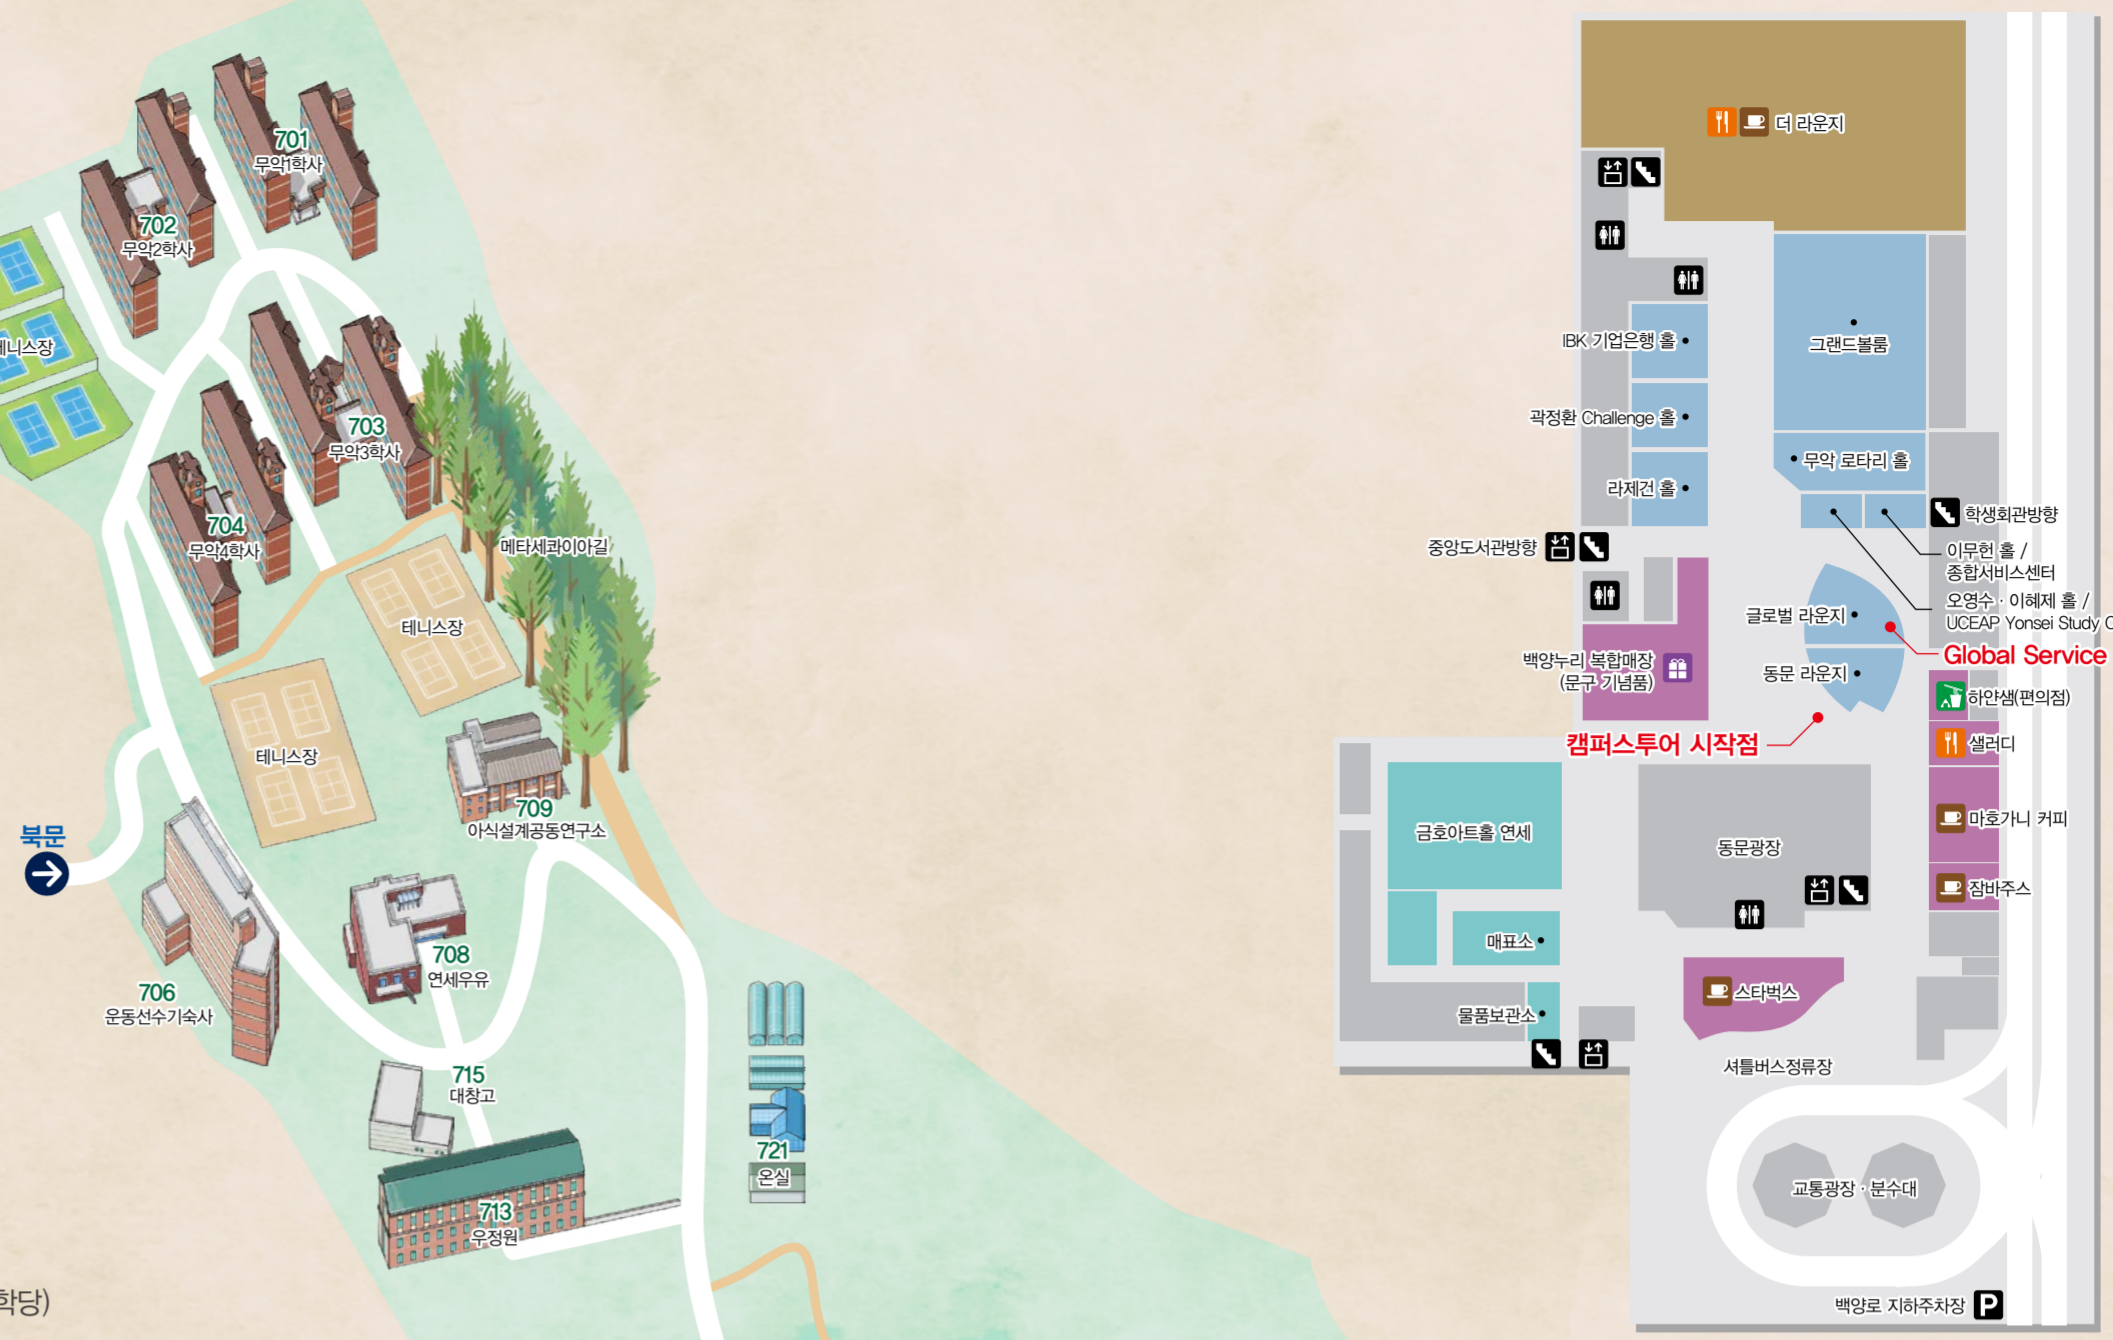 701
무악1학사
702
무악2학사
테니스장
703
무악3학사
704
무악4학사
메타세콰이아길
테니스장
테니스장
709
아식설계공동연구소
북문
708
연세우유
706
운동선수기숙사
715
대창고
721
온실
713
우정원
학당)
더 라운지
IBK 기업은행 홀
그랜드볼룸
곽정환 Challenge 홀
무악 로타리 홀
라제건 홀
학생회관방향
중앙도서관방향
이무헌 홀 /
종합서비스센터
오영수 · 이혜제 홀 /
UCEAP Yonsei Study
글로벌 라운지
Global Service
백양누리 복합매장
(문구 기념품)
동문 라운지
하얀샘(편의점)
캠퍼스투어 시작점
샐러디
마호가니 커피
금호아트홀 연세
동문광장
잠바주스
매표소
스타벅스
물품보관소
셔틀버스정류장
교통광장 · 분수대
백양로 지하주차장 P